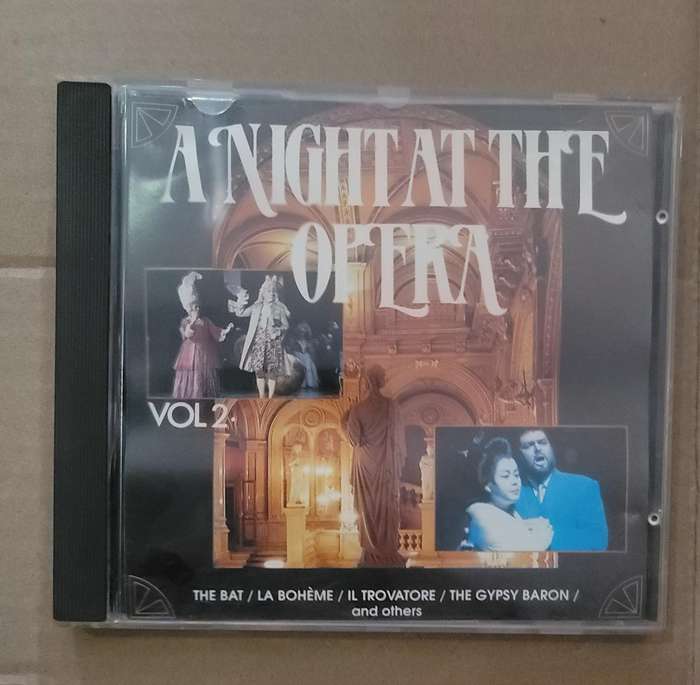 A NIGHT AT THE
OPERA
VOL 2
THE BAT / LA BOHÈME / IL TROVATORE / THE GYPSY BARON /
and others